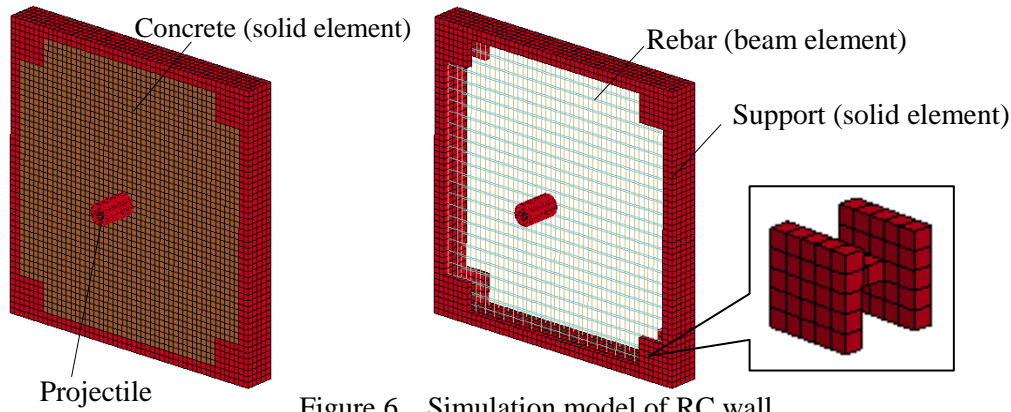 Concrete (solid element)
Rebar (beam element)
Support (solid element)
Projectile
Figure 6 Simulation model of RC wall